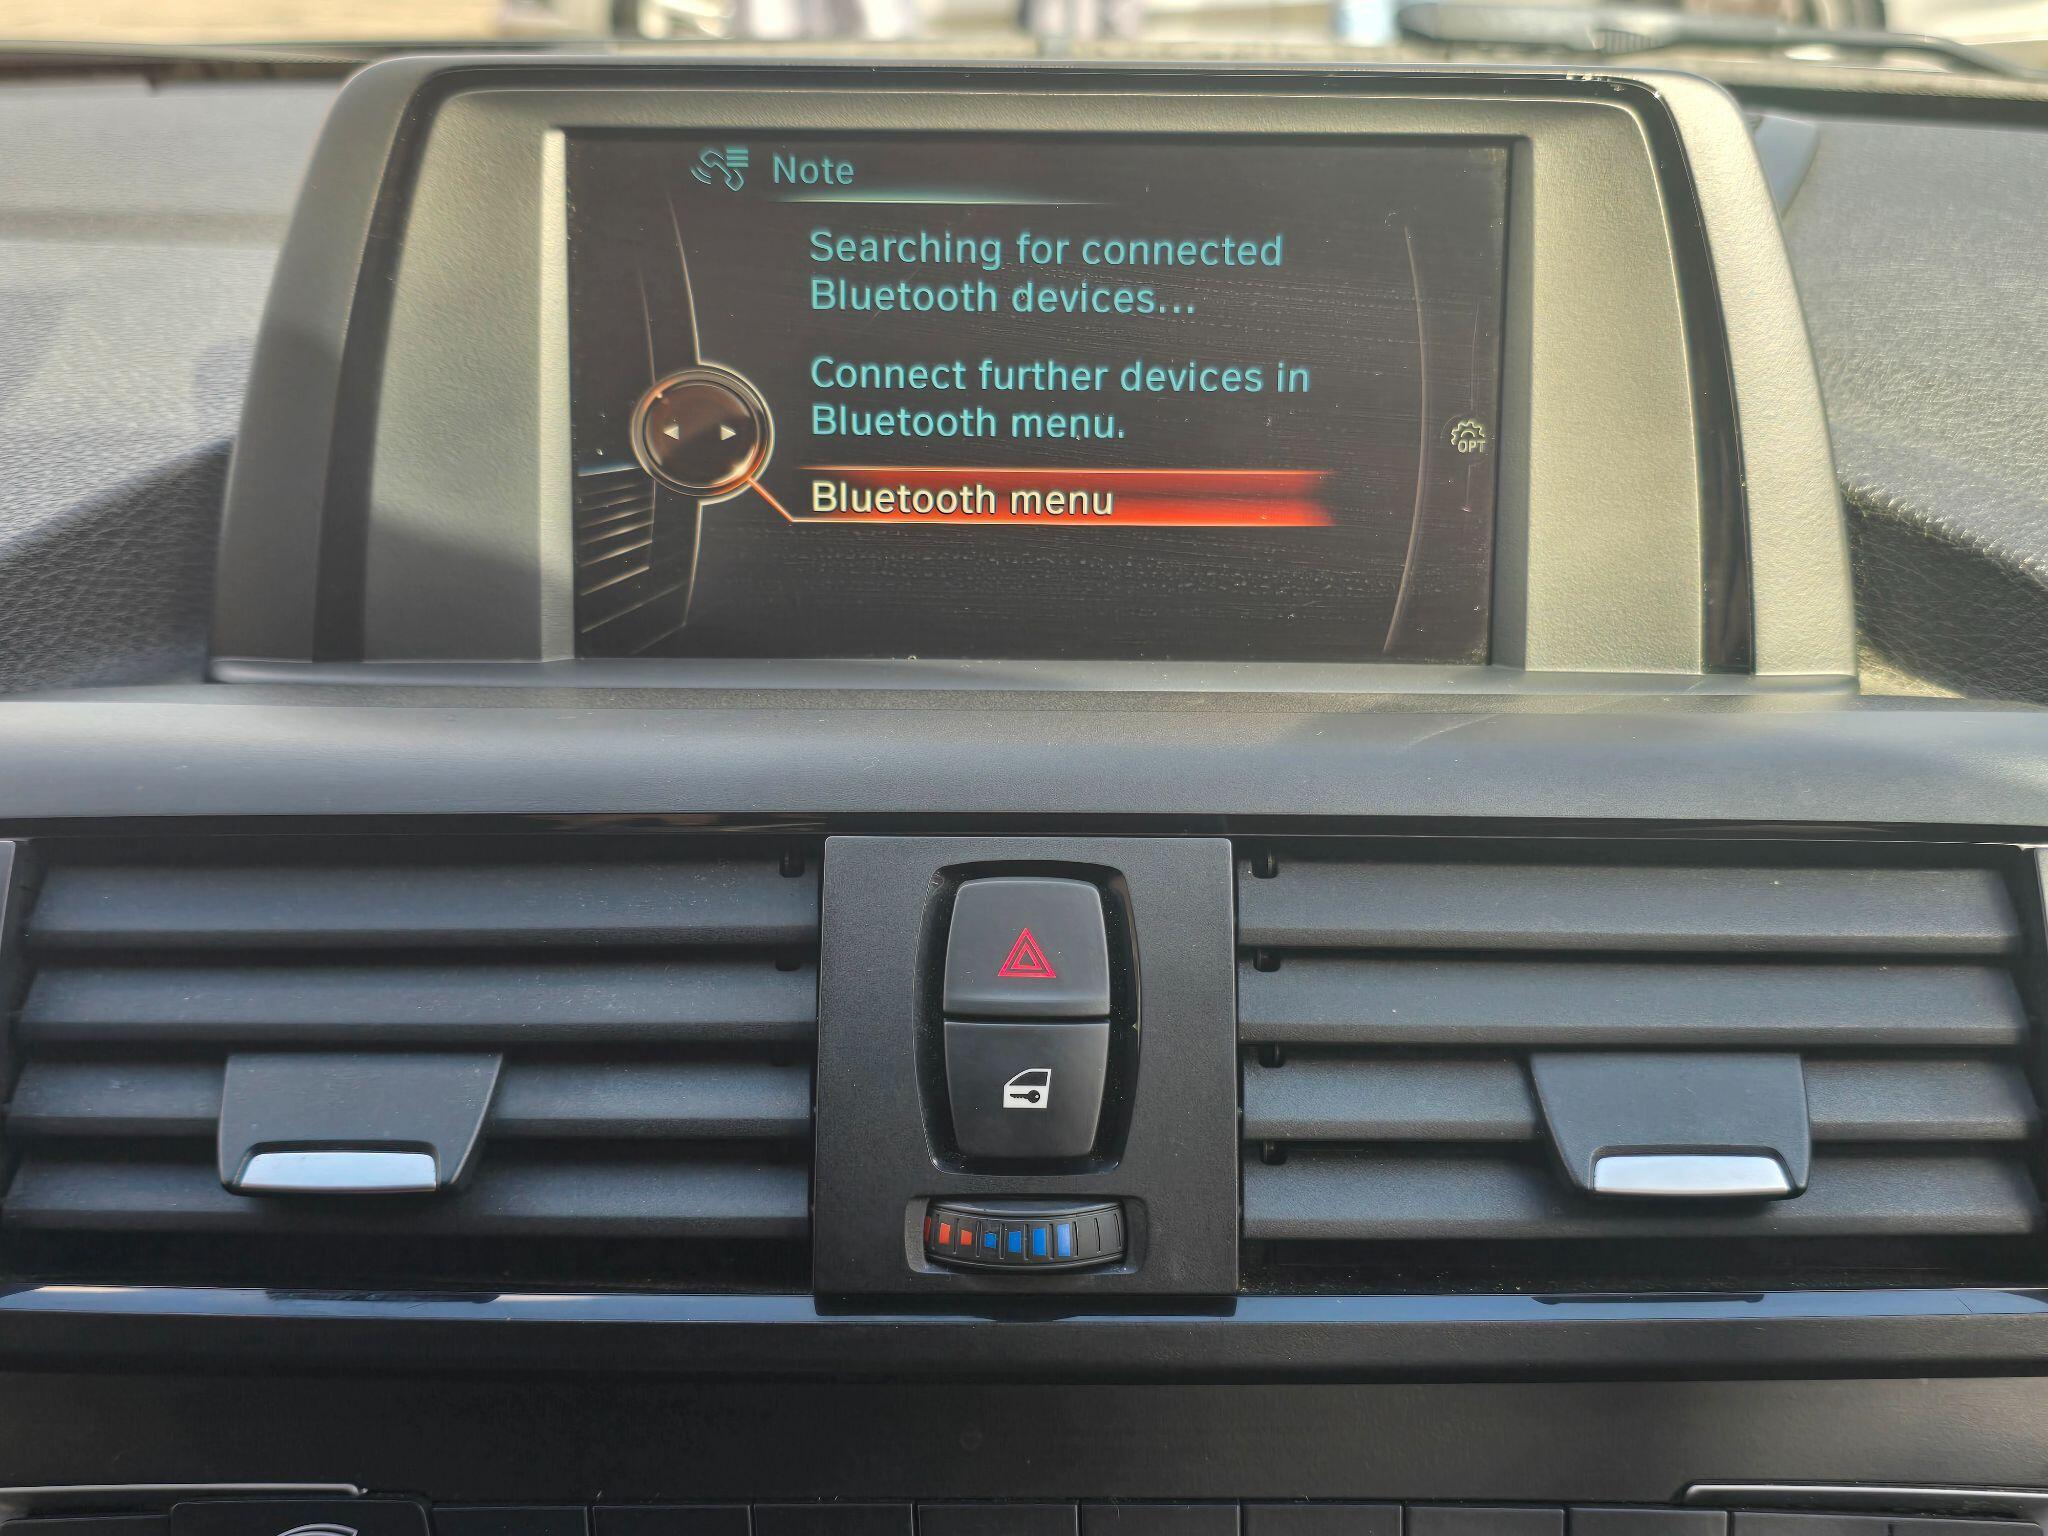 Note
Searching for connected
Bluetooth devices...
Connect further devices in
Bluetooth menu.
OPT
Bluetooth menu